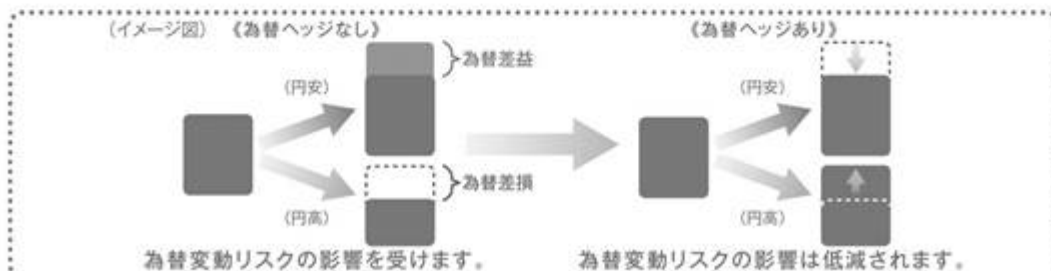 (イメージ図) 《為替ヘッジなし》
《為替ヘッジあり》
為替差益
(円安)
(円安)
(円高)
為替差損
(円高)
為替変動リスクの影響を受けます。
為替変動リスクの影響は低減されます。